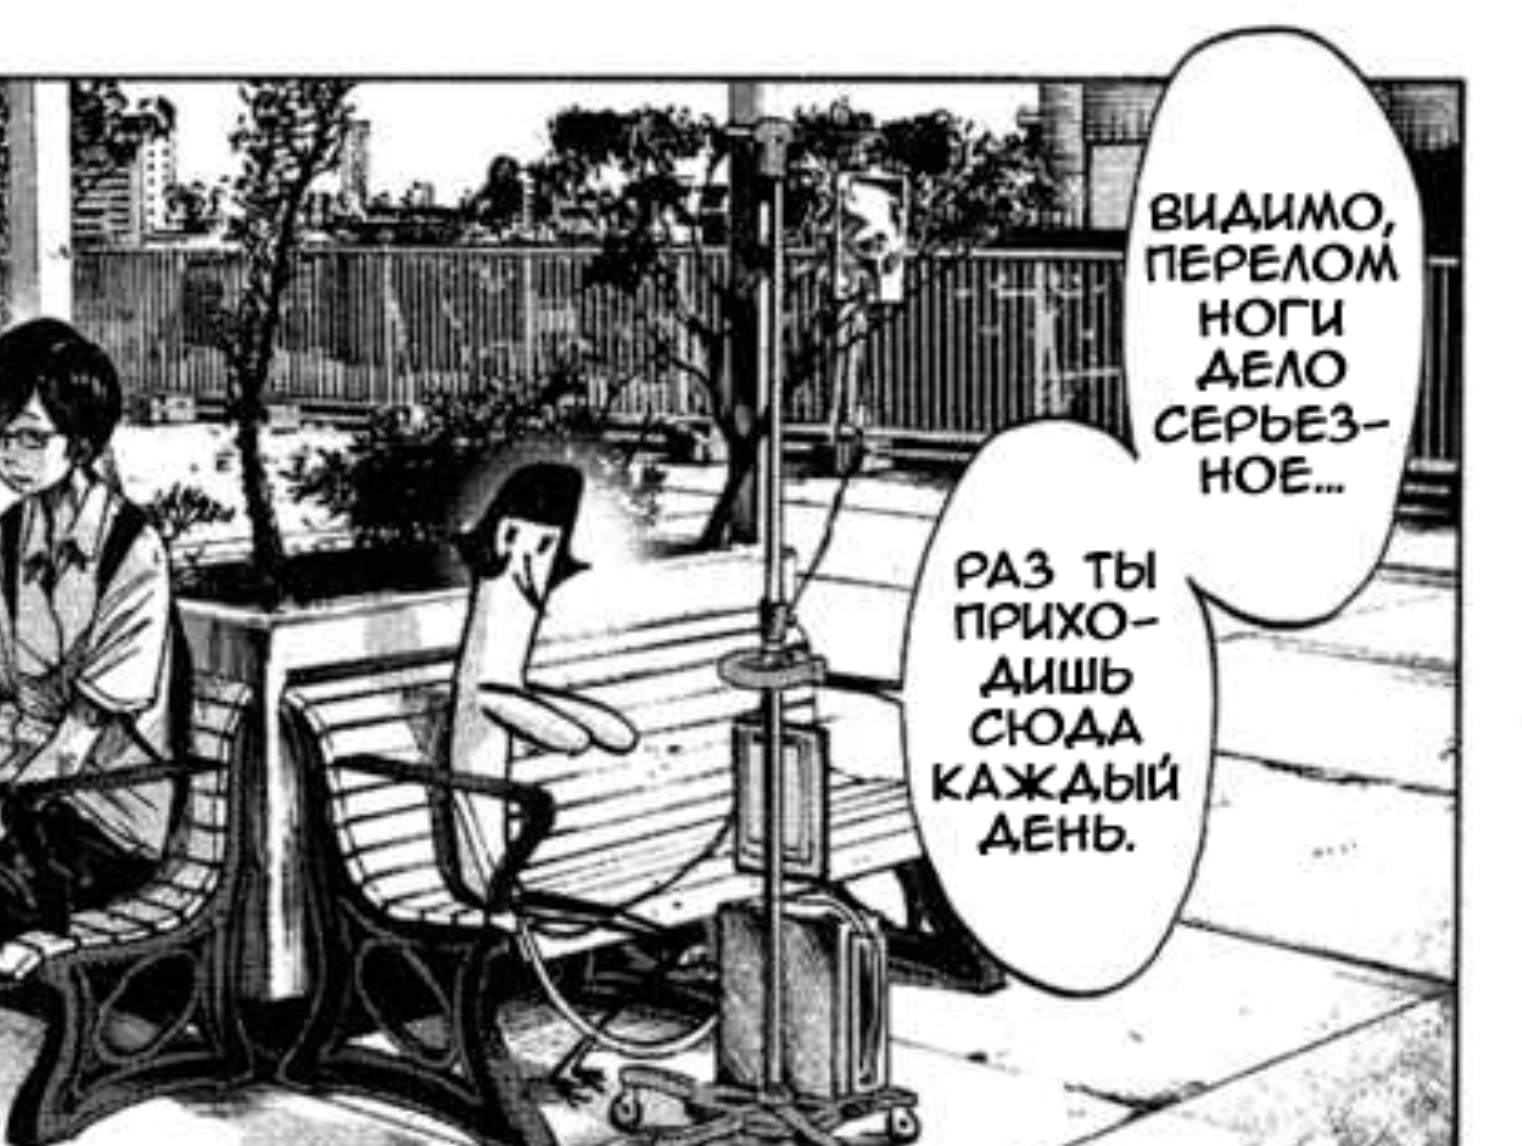 ВИДИМО,
ПЕРЕЛОМ
НОГИ
ДЕЛО
СЕРЬЕЗ-
НОЕ...
РАЗ ТЫ
ПРИХО-
ДИШЬ
СЮДА
КАЖДЫЙ
ДЕНЬ.